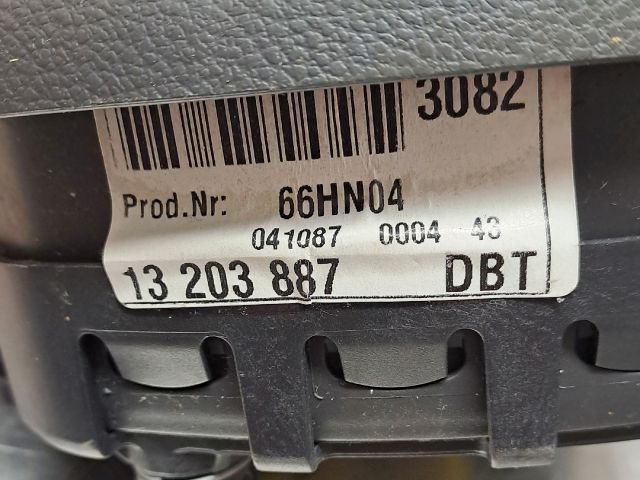 3082
Prod.Nr: 66HN04
041087 0004 43
13 203 887 DBT